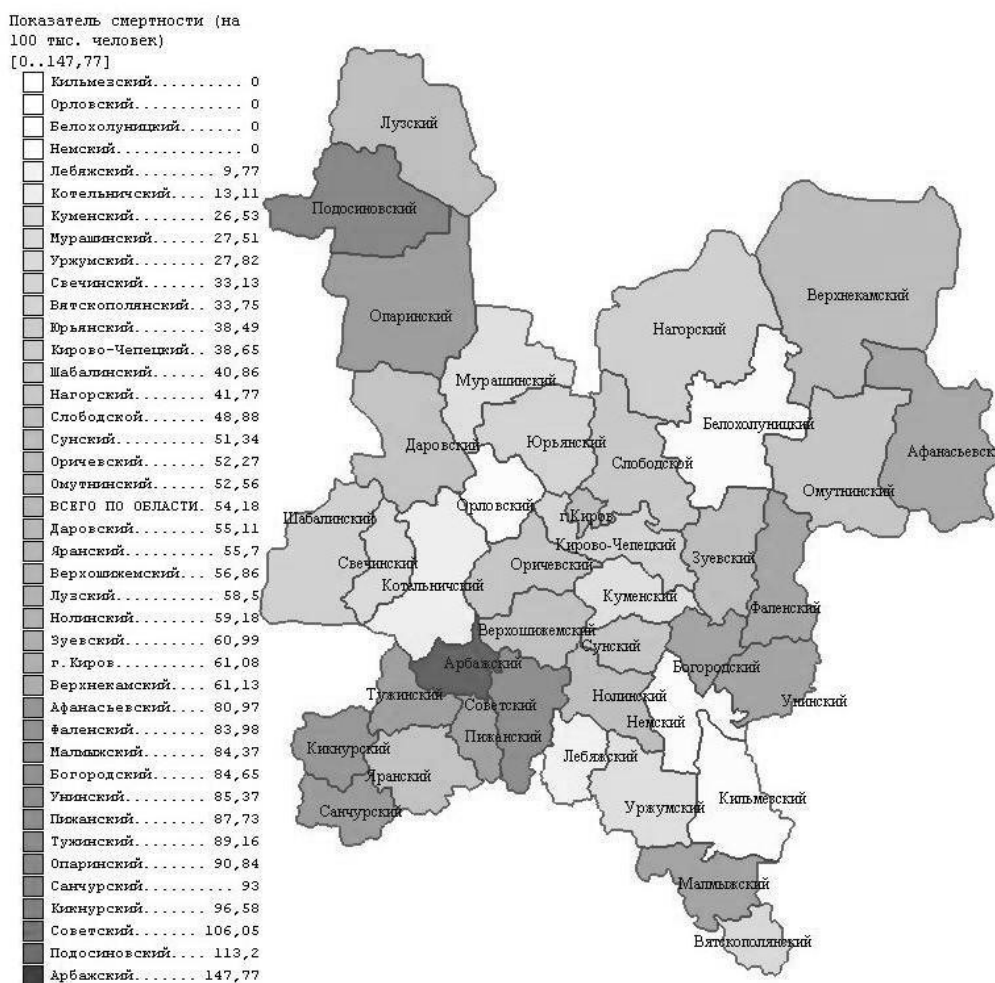 Показатель смертности (на
100 тыс. человек)
[0..147,77]
Кильмезский.......... 0
Орловский............ 0
Белохолуницкий....... 0
Немский.............. 0
Лебяжский......... 9,77
Котельничский.... 13,11
Куменский........ 26,53
Мурашинский...... 27,51
Уржумский........ 27,82
Свечинский....... 33,13
Вятскополянский.. 33,75
Юрьянский........ 38,49
Кирово-Чепецкий.. 38,65
Шабалинский...... 40,86
Нагорский........ 41,77
Слободской....... 48,88
Сунский.......... 51,34
Оричевский....... 52,27
Омутнинский...... 52,56
ВСЕГО ПО ОБЛАСТИ. 54,18
Даровский........ 55,11
Яранский.......... 55,7
Верхошижемский... 56,86
Лузский........... 58,5
Нолинский........ 59,18
Зуевский......... 60,99
г.Киров.......... 61,08
Верхнекамский.... 61,13
Афанасьевский.... 80,97
Фаленский........ 83,98
Малмыжский....... 84,37
Богородский...... 84,65
Унинский......... 85,37
Пижанский........ 87,73
Тужинский........ 89,16
Опаринский....... 90,84
Санчурский.......... 93
Кикнурский....... 96,58
Советский....... 106,05
Подосиновский.... 113,2
Арбажский....... 147,77
Лузский
Подосиновский
Опаринский
Верхнекамский
Нагорский
Мурашинский
Белохолуницкий
Даровский
Юрьянский
Слободской
Афанасьевск
Омутнинский
Орловский
г.Киров
Шабалинский
Кирово-Чепецкий
Свечинский
Оричевский
Зуевский
Котельничский
Куменский
Фаленский
Верхошижемский
Сунский
Арбажский
Богородский
Тужинский
Нолинский
Унинский
Советский
Немский
Пижанский
Кикнурский
Лебяжский
Яранский
Кильмезский
Санчурский
Уржумский
Малмыжский
Вятскополянский